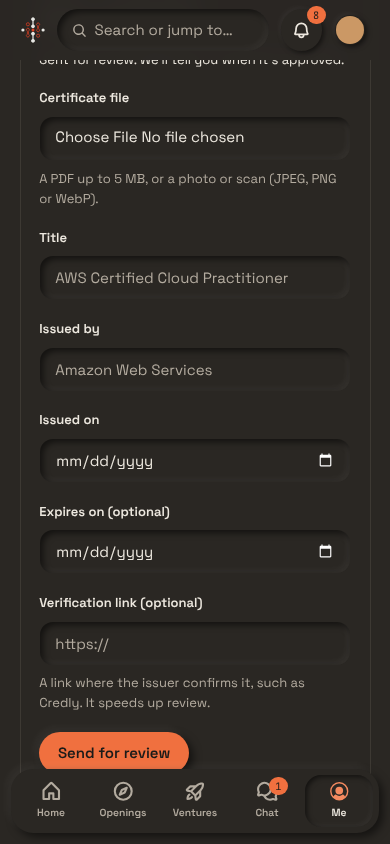 Search or jump to...
8
Sent for review. We'll tell you when it's approved.
Certificate file
Choose File No file chosen
A PDF up to 5 MB, or a photo or scan (JPEG, PNG
or WebP).
Title
AWS Certified Cloud Practitioner
Issued by
Amazon Web Services
Issued on
mm/dd/yyyy
Expires on (optional)
mm/dd/yyyy
Verification link (optional)
https://
A link where the issuer confirms it, such as
Credly. It speeds up review.
Send for review
1
Home Openings Ventures Chat Me